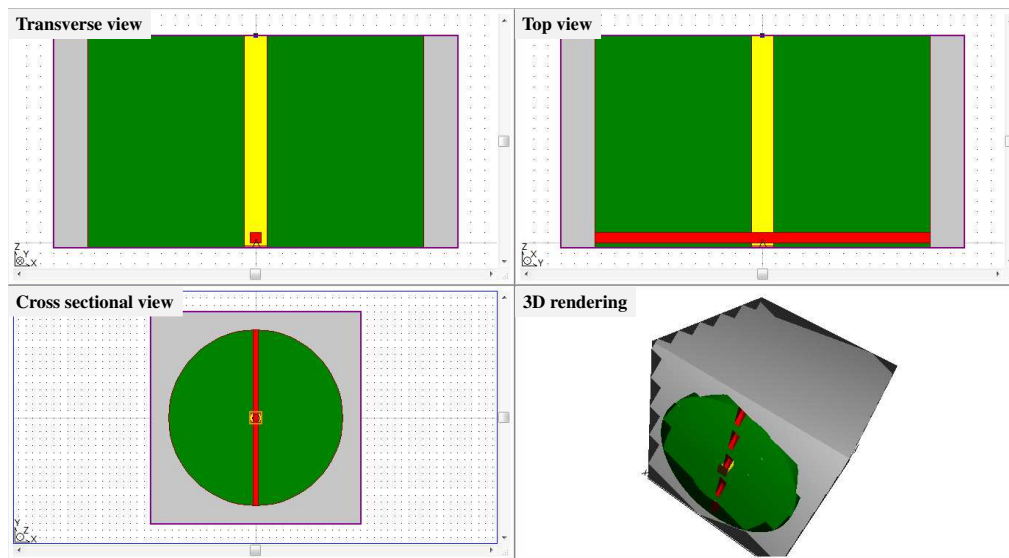 Transverse view
Top view
Z
Y
X
Z
X
Y
Cross sectional view
3D rendering
Y
Z
X